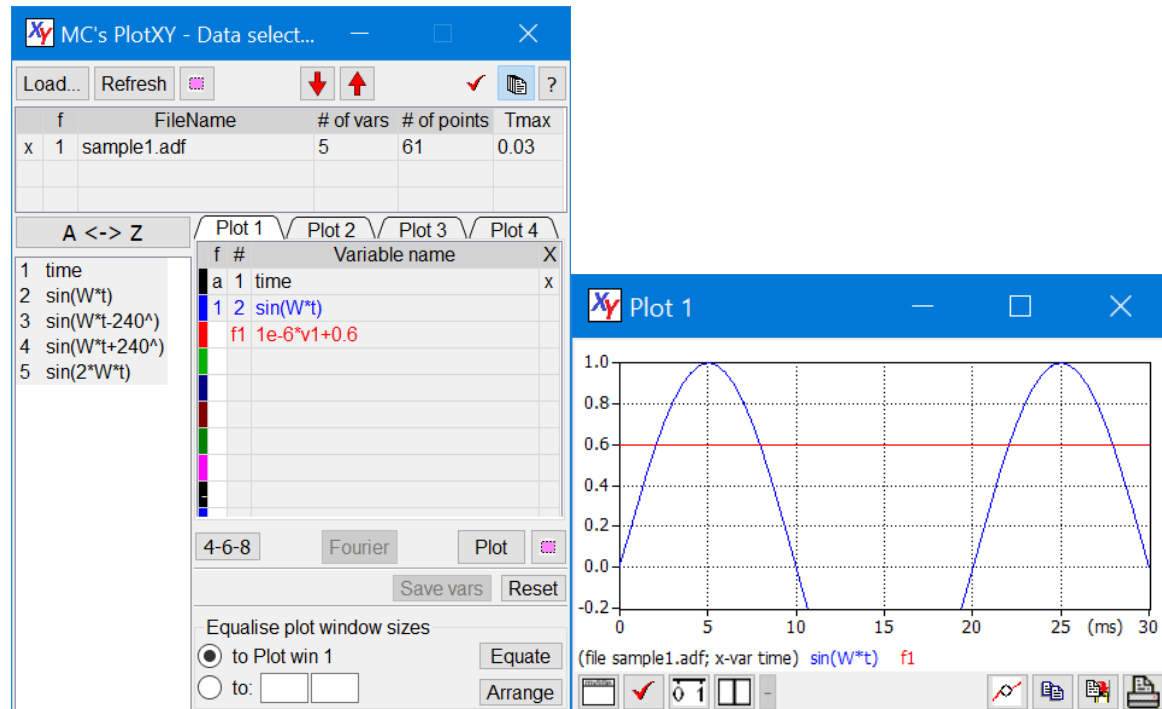 Xy MC's PlotXY - Data select...
Load... Refresh ?
f FileName # of vars # of points Tmax
x 1 sample1.adf 5 61 0.03
A <-> Z
1 time
2 sin(W*t)
3 sin(W*t-240^)
4 sin(W*t+240^)
5 sin(2*W*t)
Plot 1 Plot 2 Plot 3 Plot 4
f # Variable name X
a 1 time x
1 2 sin(W*t)
f1 1e-6*v1+0.6
4-6-8 Fourier Plot
Save vars Reset
Equalise plot window sizes
to Plot win 1 Equate
to: Arrange
Xy Plot 1
1.0
0.8
0.6
0.4
0.2
0.0
-0.2
0 5 10 15 20 25 (ms) 30
(file sample1.adf; x-var time) sin(W*t) f1
0 1